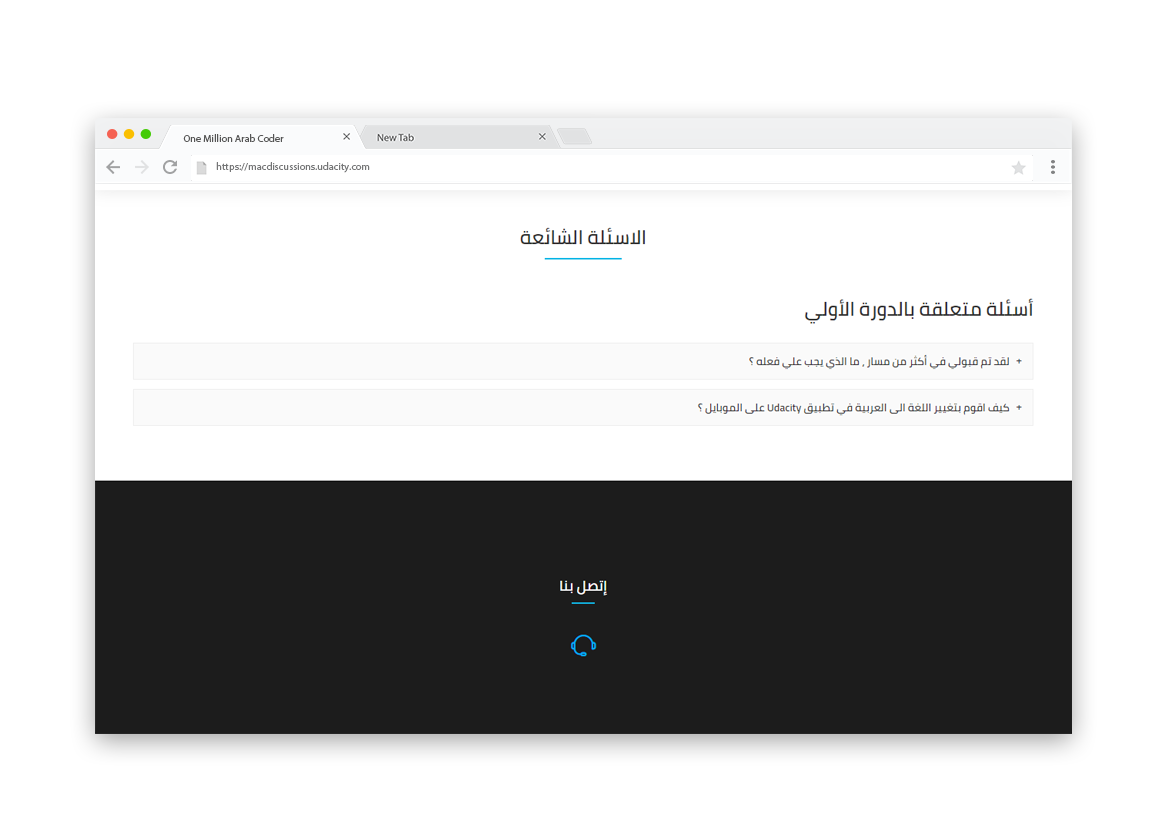 One Million Arab Coder
New Tab
https://macdiscussions.udacity.com
الاسئلة الشائعة
أسئلة متعلقة بالدورة الأولي
+ لقد تم قبولي في أكثر من مسار , ما الذي يجب علي فعله ؟
+ كيف اقوم بتغيير اللغة الى العربية في تطبيق Udacity على الموبايل ؟
إتصل بنا